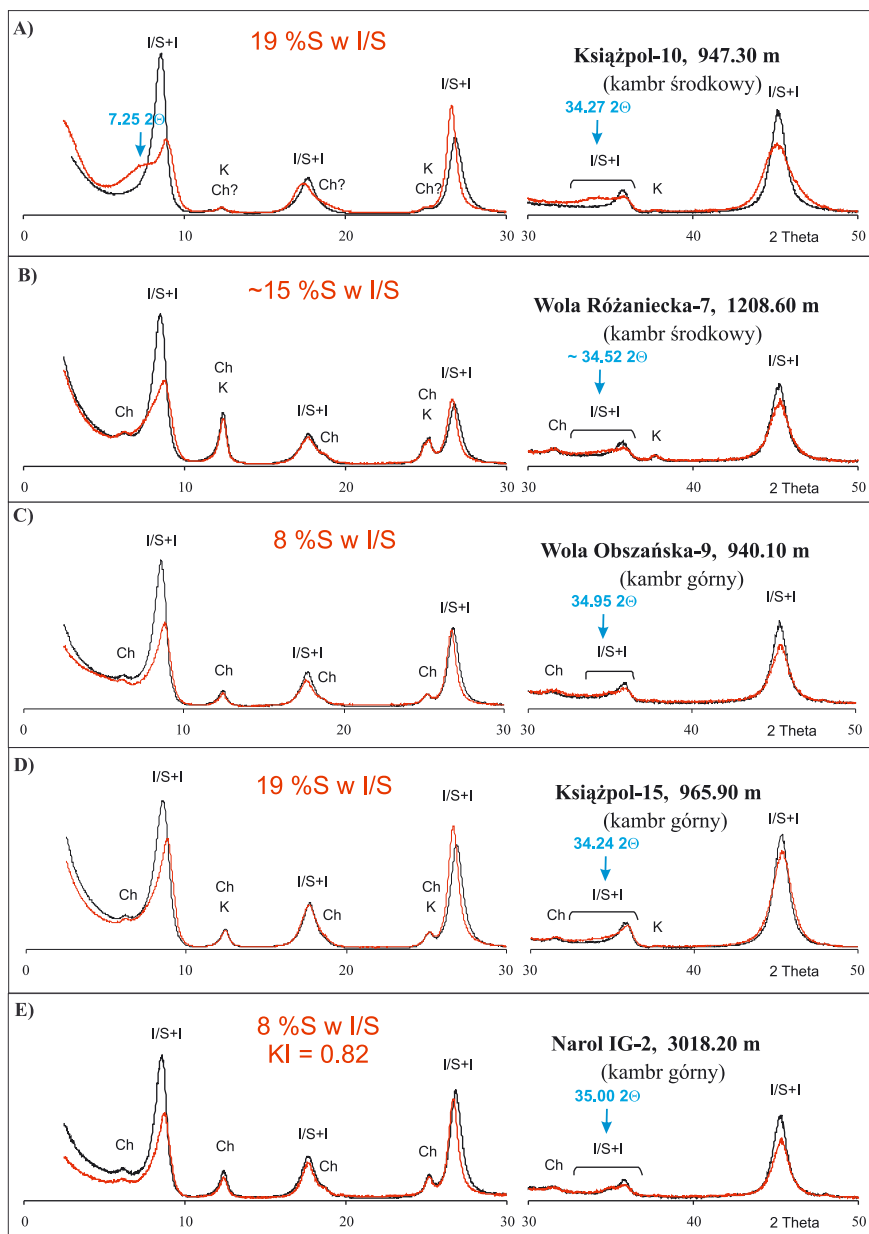 A)
I/S+I
19 %S w I/S
Książpol-10, 947.30 m
(kambr środkowy)
7.25 2Θ
K
Ch?
I/S+I
Ch?
K
Ch?
I/S+I
34.27 2Θ
I/S+I
K
I/S+I
0
10
20
30
30
40
2 Theta
50
B)
I/S+I
~15 %S w I/S
Wola Różaniecka-7, 1208.60 m
(kambr środkowy)
Ch
Ch
K
I/S+I
Ch
Ch
K
I/S+I
~ 34.52 2Θ
Ch
I/S+I
K
I/S+I
0
10
20
30
30
40
2 Theta
50
C)
I/S+I
8 %S w I/S
Wola Obszańska-9, 940.10 m
(kambr górny)
Ch
Ch
I/S+I
Ch
Ch
I/S+I
34.95 2Θ
Ch
I/S+I
I/S+I
0
10
20
30
30
40
2 Theta
50
D)
I/S+I
19 %S w I/S
Książpol-15, 965.90 m
(kambr górny)
Ch
Ch
K
I/S+I
Ch
Ch
K
I/S+I
34.24 2Θ
Ch
I/S+I
K
I/S+I
0
10
20
30
30
40
2 Theta
50
E)
I/S+I
8 %S w I/S
KI = 0.82
Narol IG-2, 3018.20 m
(kambr górny)
Ch
Ch
I/S+I
Ch
Ch
I/S+I
35.00 2Θ
Ch
I/S+I
I/S+I
0
10
20
30
30
40
2 Theta
50